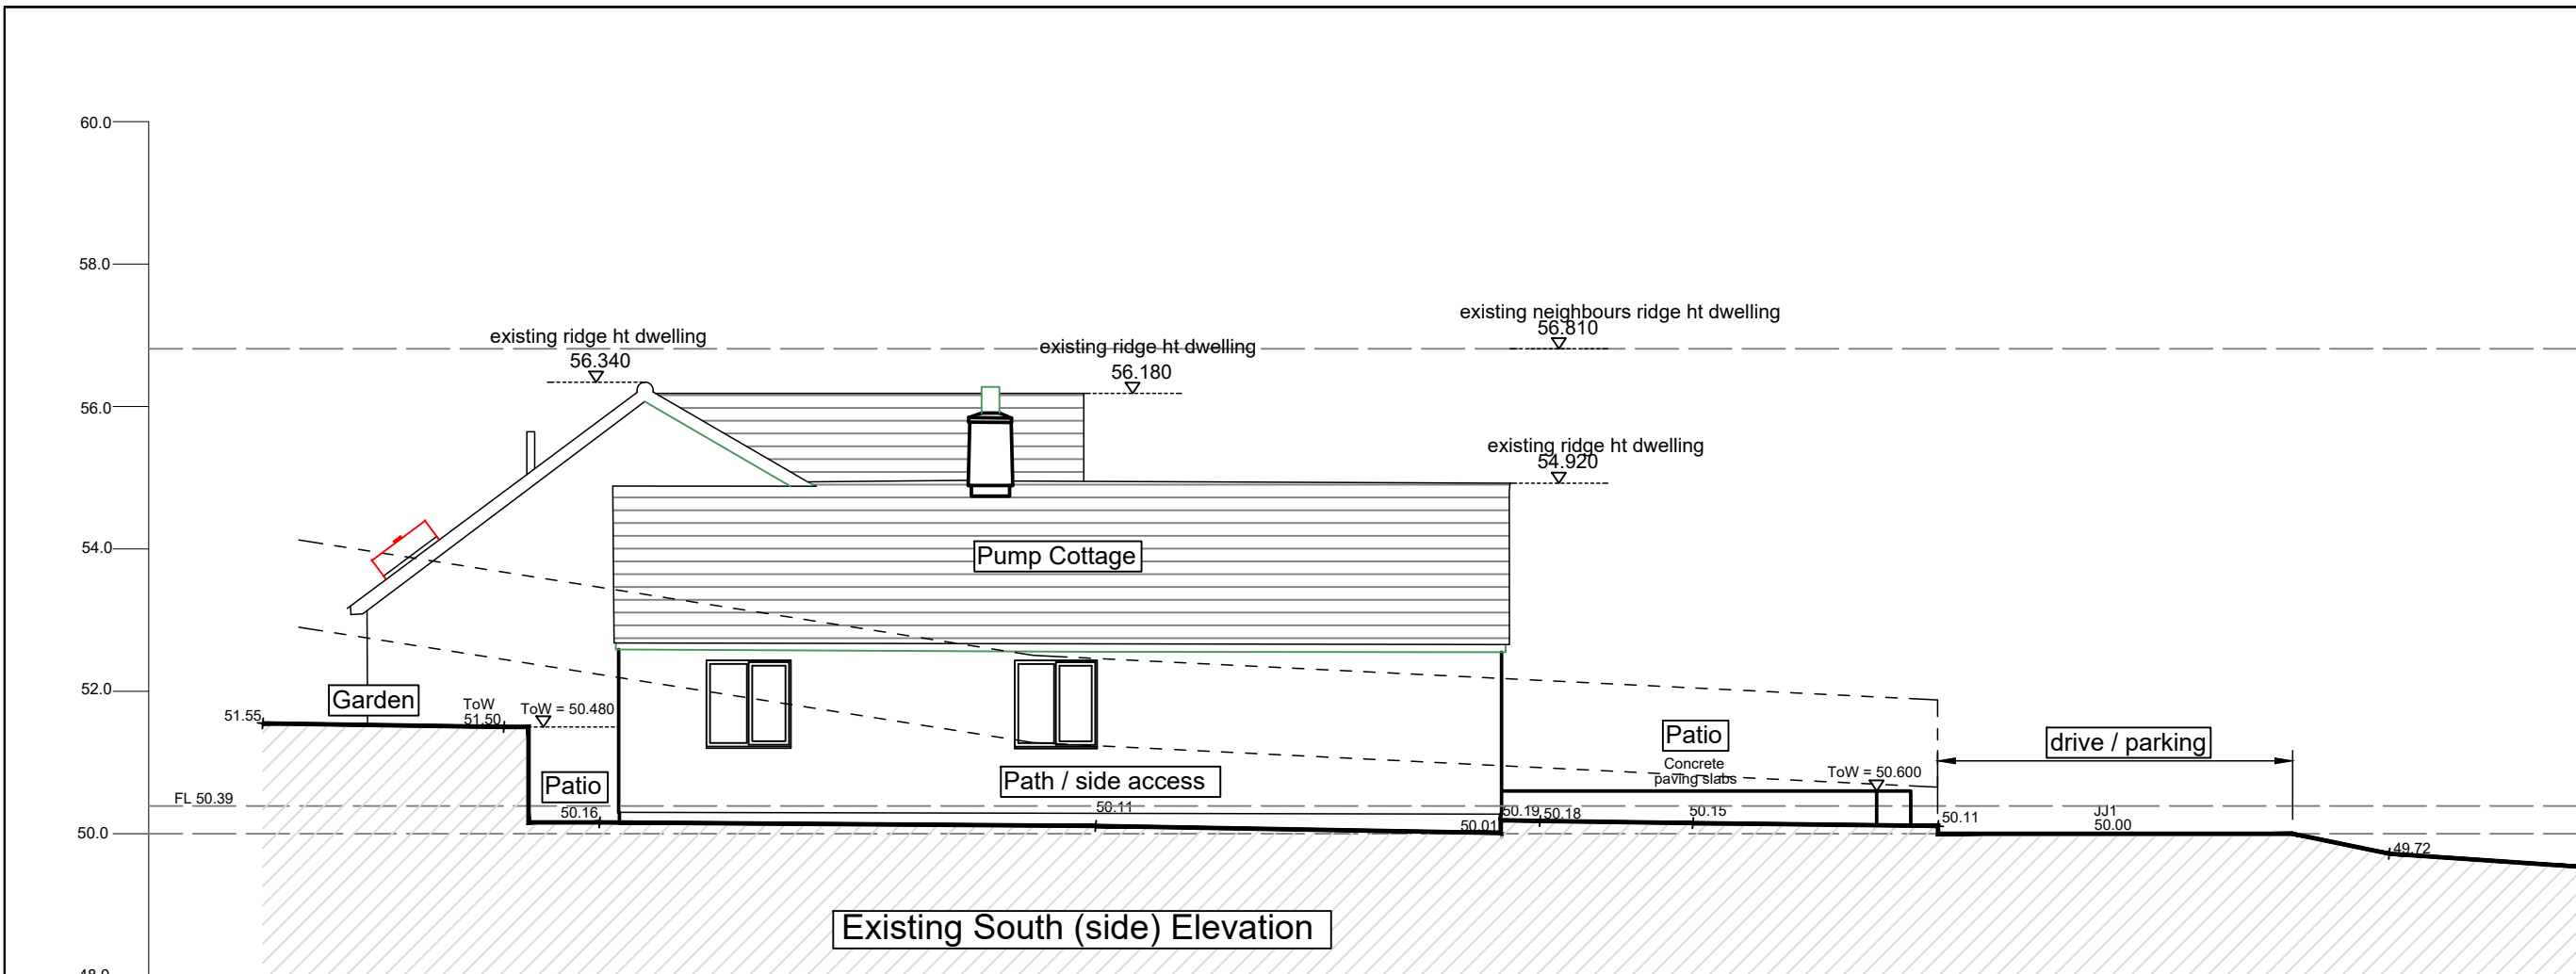 60.0
58.0
existing neighbours ridge ht dwelling
56.810
existing ridge ht dwelling
56.340
existing ridge ht dwelling
56.180
56.0
existing ridge ht dwelling
54.920
54.0
Pump Cottage
52.0
Garden
51.55
ToW
51.50
ToW = 50.480
Patio
drive / parking
Concrete
paving slabs
ToW = 50.600
Patio
Path / side access
FL 50.39
50.16
50.11
50.01
50.19
50.18
50.15
50.11
JJ1
50.00
50.0
49.72
Existing South (side) Elevation
48.0